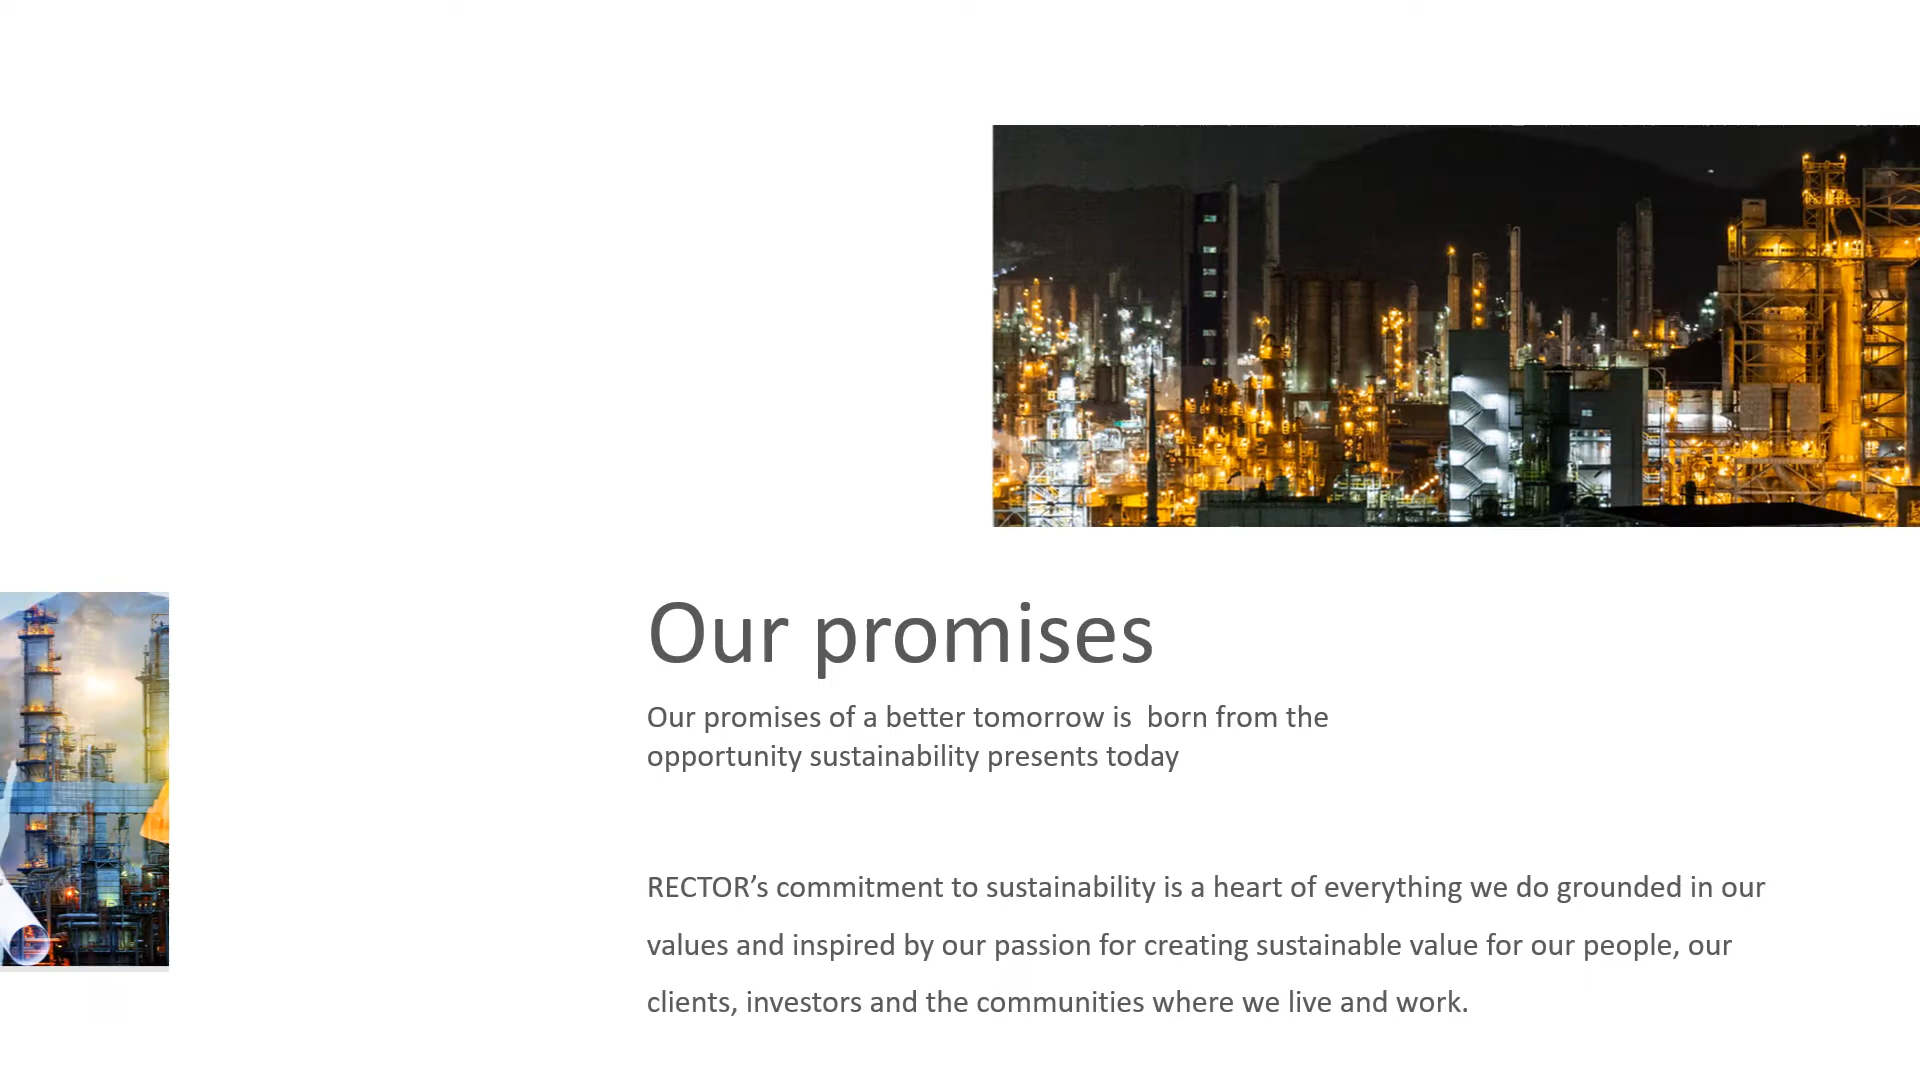 Our promises
Our promises of a better tomorrow is  born from the
opportunity sustainability presents today
RECTOR’s commitment to sustainability is a heart of everything we do grounded in our
values and inspired by our passion for creating sustainable value for our people, our
clients, investors and the communities where we live and work.